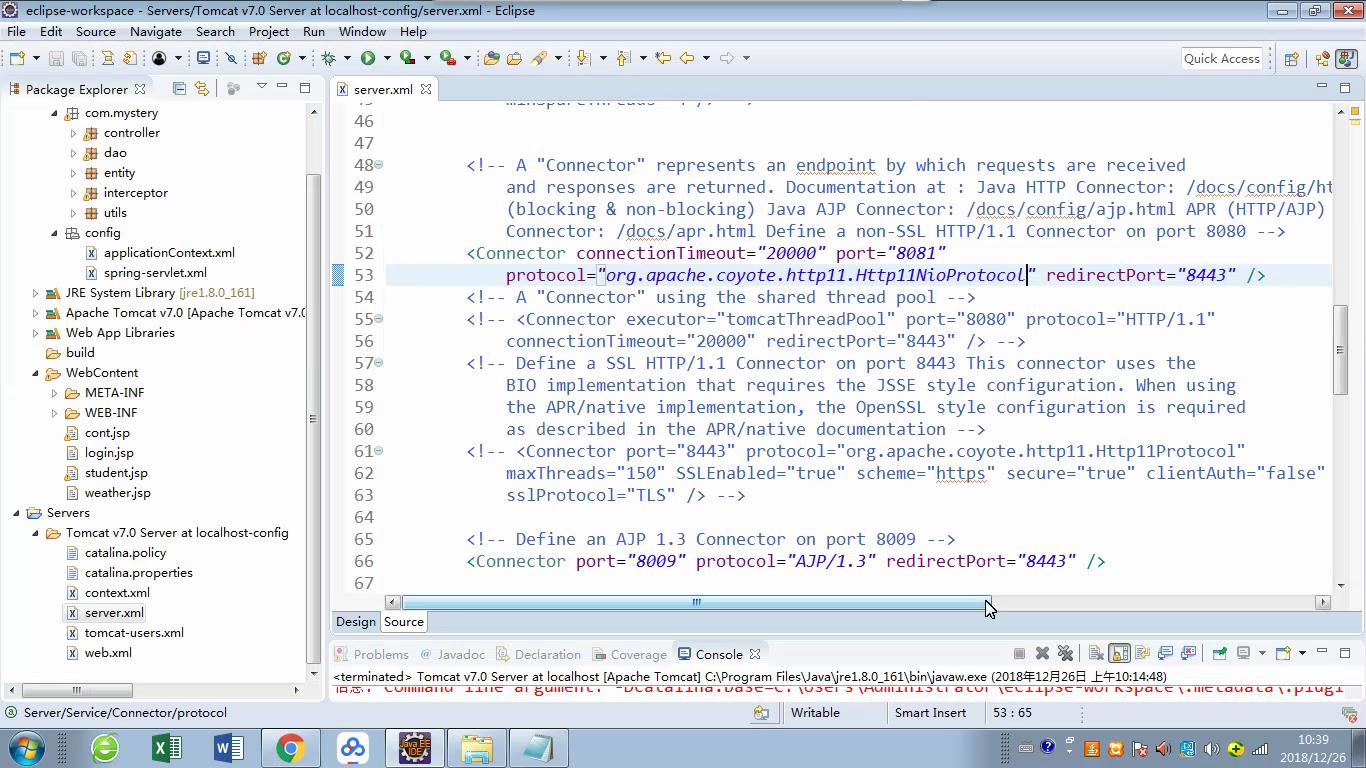 eclipse-workspace - Servers/Tomcat v7.0 Server at localhost-config/server.xml - Eclipse
File Edit Source Navigate Search Project Run Window Help
Quick Access
Package Explorer
server.xml
com.mystery
controller
dao
entity
interceptor
utils
config
applicationContext.xml
spring-servlet.xml
JRE System Library [jre1.8.0_161]
Apache Tomcat v7.0 [Apache Tomcat v7.0
Web App Libraries
build
WebContent
META-INF
WEB-INF
cont.jsp
login.jsp
student.jsp
weather.jsp
Servers
Tomcat v7.0 Server at localhost-config
catalina.policy
catalina.properties
context.xml
server.xml
tomcat-users.xml
web.xml
46
47
48 <!-- A "Connector" represents an endpoint by which requests are received
49 and responses are returned. Documentation at : Java HTTP Connector: /docs/config/ht
50 (blocking & non-blocking) Java AJP Connector: /docs/config/ajp.html APR (HTTP/AJP)
51 Connector: /docs/apr.html Define a non-SSL HTTP/1.1 Connector on port 8080 -->
52 <Connector connectionTimeout="20000" port="8081"
53 protocol="org.apache.coyote.http11.Http11NioProtocol" redirectPort="8443" />
54 <!-- A "Connector" using the shared thread pool -->
55 <!-- <Connector executor="tomcatThreadPool" port="8080" protocol="HTTP/1.1"
56 connectionTimeout="20000" redirectPort="8443" /> -->
57 <!-- Define a SSL HTTP/1.1 Connector on port 8443 This connector uses the
58 BIO implementation that requires the JSSE style configuration. When using
59 the APR/native implementation, the OpenSSL style configuration is required
60 as described in the APR/native documentation -->
61 <!-- <Connector port="8443" protocol="org.apache.coyote.http11.Http11Protocol"
62 maxThreads="150" SSLEnabled="true" scheme="https" secure="true" clientAuth="false"
63 sslProtocol="TLS" /> -->
64
65 <!-- Define an AJP 1.3 Connector on port 8009 -->
66 <Connector port="8009" protocol="AJP/1.3" redirectPort="8443" />
67
Design Source
Problems Javadoc Declaration Coverage Console
<terminated> Tomcat v7.0 Server at localhost [Apache Tomcat] C:\Program Files\Java\jre1.8.0_161\bin\javaw.exe (2018年12月26日 上午10:14:48)
信息: Command line argument: -Dcatalina.base=C:\Users\Administrator\eclipse-workspace\.metadata\.plugi
Server/Service/Connector/protocol Writable Smart Insert 53 : 65
Java EE
IDE
10:39
2018/12/26